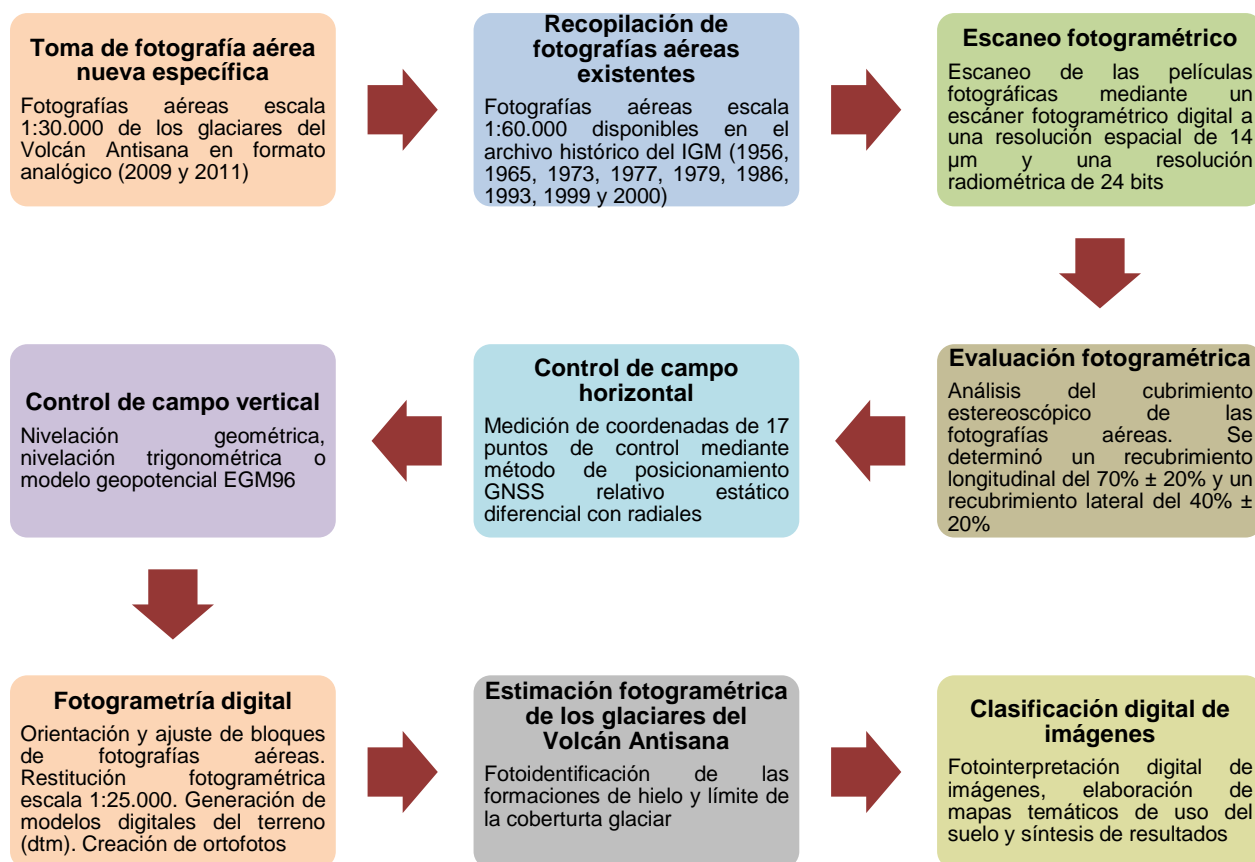 Toma de fotografía aérea
nueva específica
Fotografías aéreas escala
1:30.000 de los glaciares del
Volcán Antisana en formato
analógico (2009 y 2011)
Recopilación de
fotografías aéreas
existentes
Fotografías aéreas escala
1:60.000 disponibles en el
archivo histórico del IGM (1956,
1965, 1973, 1977, 1979, 1986,
1993, 1999 y 2000)
Escaneo fotogramétrico
Escaneo de las películas
fotográficas mediante un
escáner fotogramétrico digital a
una resolución espacial de 14
µm y una resolución
radiométrica de 24 bits
Evaluación fotogramétrica
Análisis del cubrimiento
estereoscópico de las
fotografías aéreas. Se
determinó un recubrimiento
longitudinal del 70% ± 20% y un
recubrimiento lateral del 40% ±
20%
Control de campo
horizontal
Medición de coordenadas de 17
puntos de control mediante
método de posicionamiento
GNSS relativo estático
diferencial con radiales
Control de campo vertical
Nivelación geométrica,
nivelación trigonométrica o
modelo geopotencial EGM96
Fotogrametría digital
Orientación y ajuste de bloques
de fotografías aéreas.
Restitución fotogramétrica
escala 1:25.000. Generación de
modelos digitales del terreno
(dtm). Creación de ortofotos
Estimación fotogramétrica
de los glaciares del
Volcán Antisana
Fotoidentificación de las
formaciones de hielo y límite de
la coberturta glaciar
Clasificación digital de
imágenes
Fotointerpretación digital de
imágenes, elaboración de
mapas temáticos de uso del
suelo y síntesis de resultados